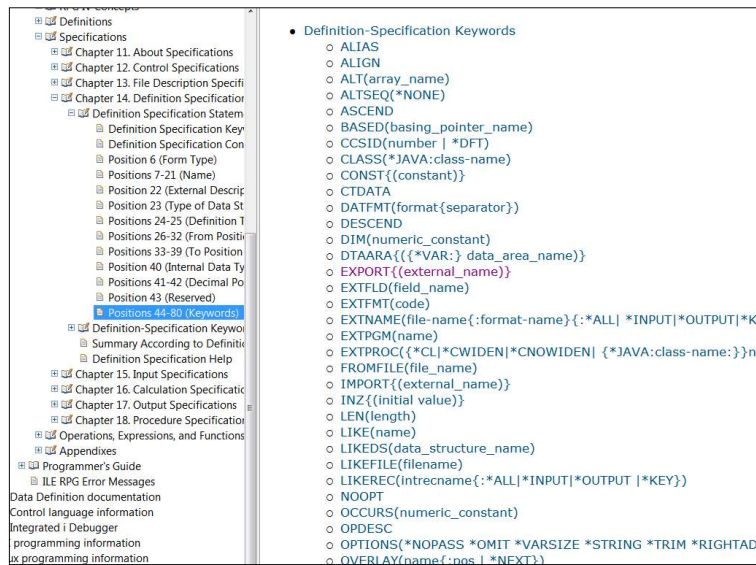 Definitions
Specifications
Chapter 11. About Specifications
Chapter 12. Control Specifications
Chapter 13. File Description Specifi
Chapter 14. Definition Specification
Definition Specification Statem
Definition Specification Key
Definition Specification Con
Position 6 (Form Type)
Positions 7-21 (Name)
Position 22 (External Descrip
Position 23 (Type of Data St
Positions 24-25 (Definition T
Positions 26-32 (From Positi
Positions 33-39 (To Position
Position 40 (Internal Data Ty
Positions 41-42 (Decimal Po
Position 43 (Reserved)
Positions 44-80 (Keywords)
Definition-Specification Keywo
Summary According to Definitio
Definition Specification Help
Chapter 15. Input Specifications
Chapter 16. Calculation Specificatio
Chapter 17. Output Specifications
Chapter 18. Procedure Specification
Operations, Expressions, and Functions
Appendixes
Programmer's Guide
ILE RPG Error Messages
Data Definition documentation
Control language information
Integrated i Debugger
programming information
ux programming information
Definition-Specification Keywords
ALIAS
ALIGN
ALT(array_name)
ALTSEQ(*NONE)
ASCEND
BASED(basing_pointer_name)
CCSID(number | *DFT)
CLASS(*JAVA:class-name)
CONST{(constant)}
CTDATA
DATFMT(format{separator})
DESCEND
DIM(numeric_constant)
DTAARA{({*VAR:} data_area_name)}
EXPORT{(external_name)}
EXTFLD(field_name)
EXTFMT(code)
EXTNAME(file-name{:format-name}{:*ALL| *INPUT|*OUTPUT|*K
EXTPGM(name)
EXTPROC({*CL|*CWIDEN|*CNOWIDEN| {*JAVA:class-name:}}n
FROMFILE(file_name)
IMPORT{(external_name)}
INZ{(initial value)}
LEN(length)
LIKE(name)
LIKEDS(data_structure_name)
LIKEFILE(filename)
LIKEREC(intrecname{:*ALL|*INPUT|*OUTPUT |*KEY})
NOOPT
OCCURS(numeric_constant)
OPDESC
OPTIONS(*NOPASS *OMIT *VARSIZE *STRING *TRIM *RIGHTAD
OVERLAY(name{:pos | *NEXT})